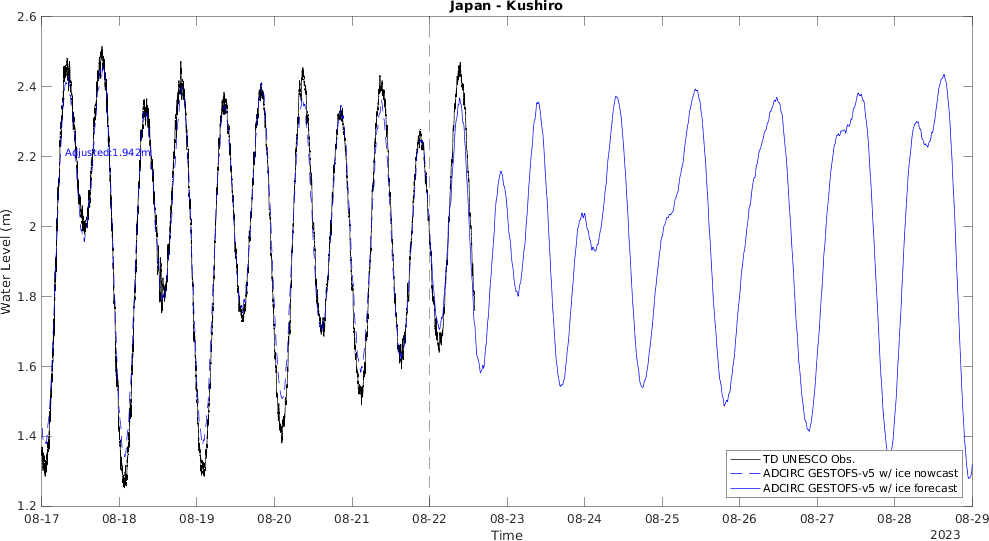 Japan - Kushiro
2.6
2.4
2.2
2
1.8
1.6
1.4
1.2
Water Level (m)
Adjusted:1.942m
TD UNESCO Obs.
ADCIRC GESTOFS-v5 w/ ice nowcast
ADCIRC GESTOFS-v5 w/ ice forecast
08-17 08-18 08-19 08-20 08-21 08-22 08-23 08-24 08-25 08-26 08-27 08-28 08-29
Time
2023